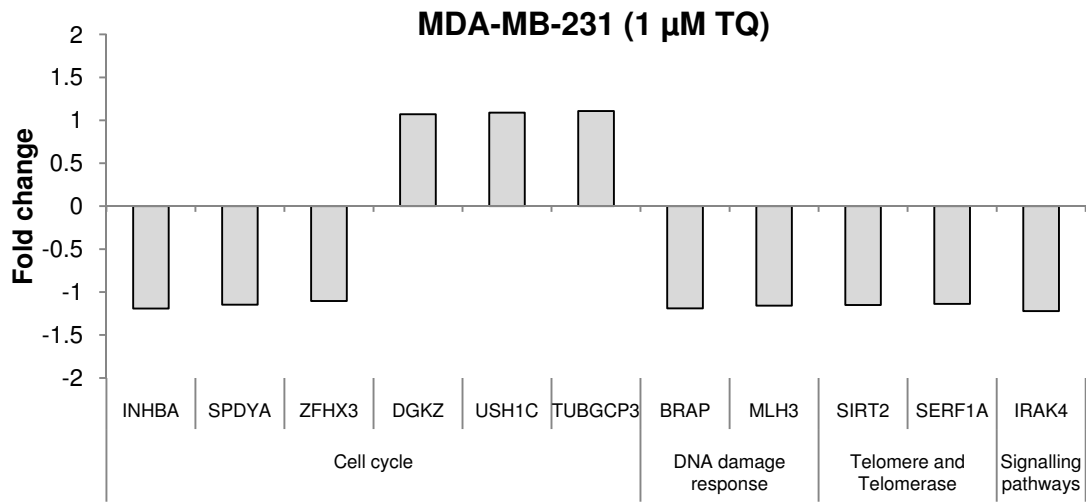 MDA-MB-231 (1 µM TQ)
Fold change
2
1.5
1
0.5
0
-0.5
-1
-1.5
-2
INHBA SPDYA ZFHX3 DGKZ USH1C TUBGCP3 BRAP MLH3 SIRT2 SERF1A IRAK4
Cell cycle
DNA damage
response
Telomere and
Telomerase
Signalling
pathways